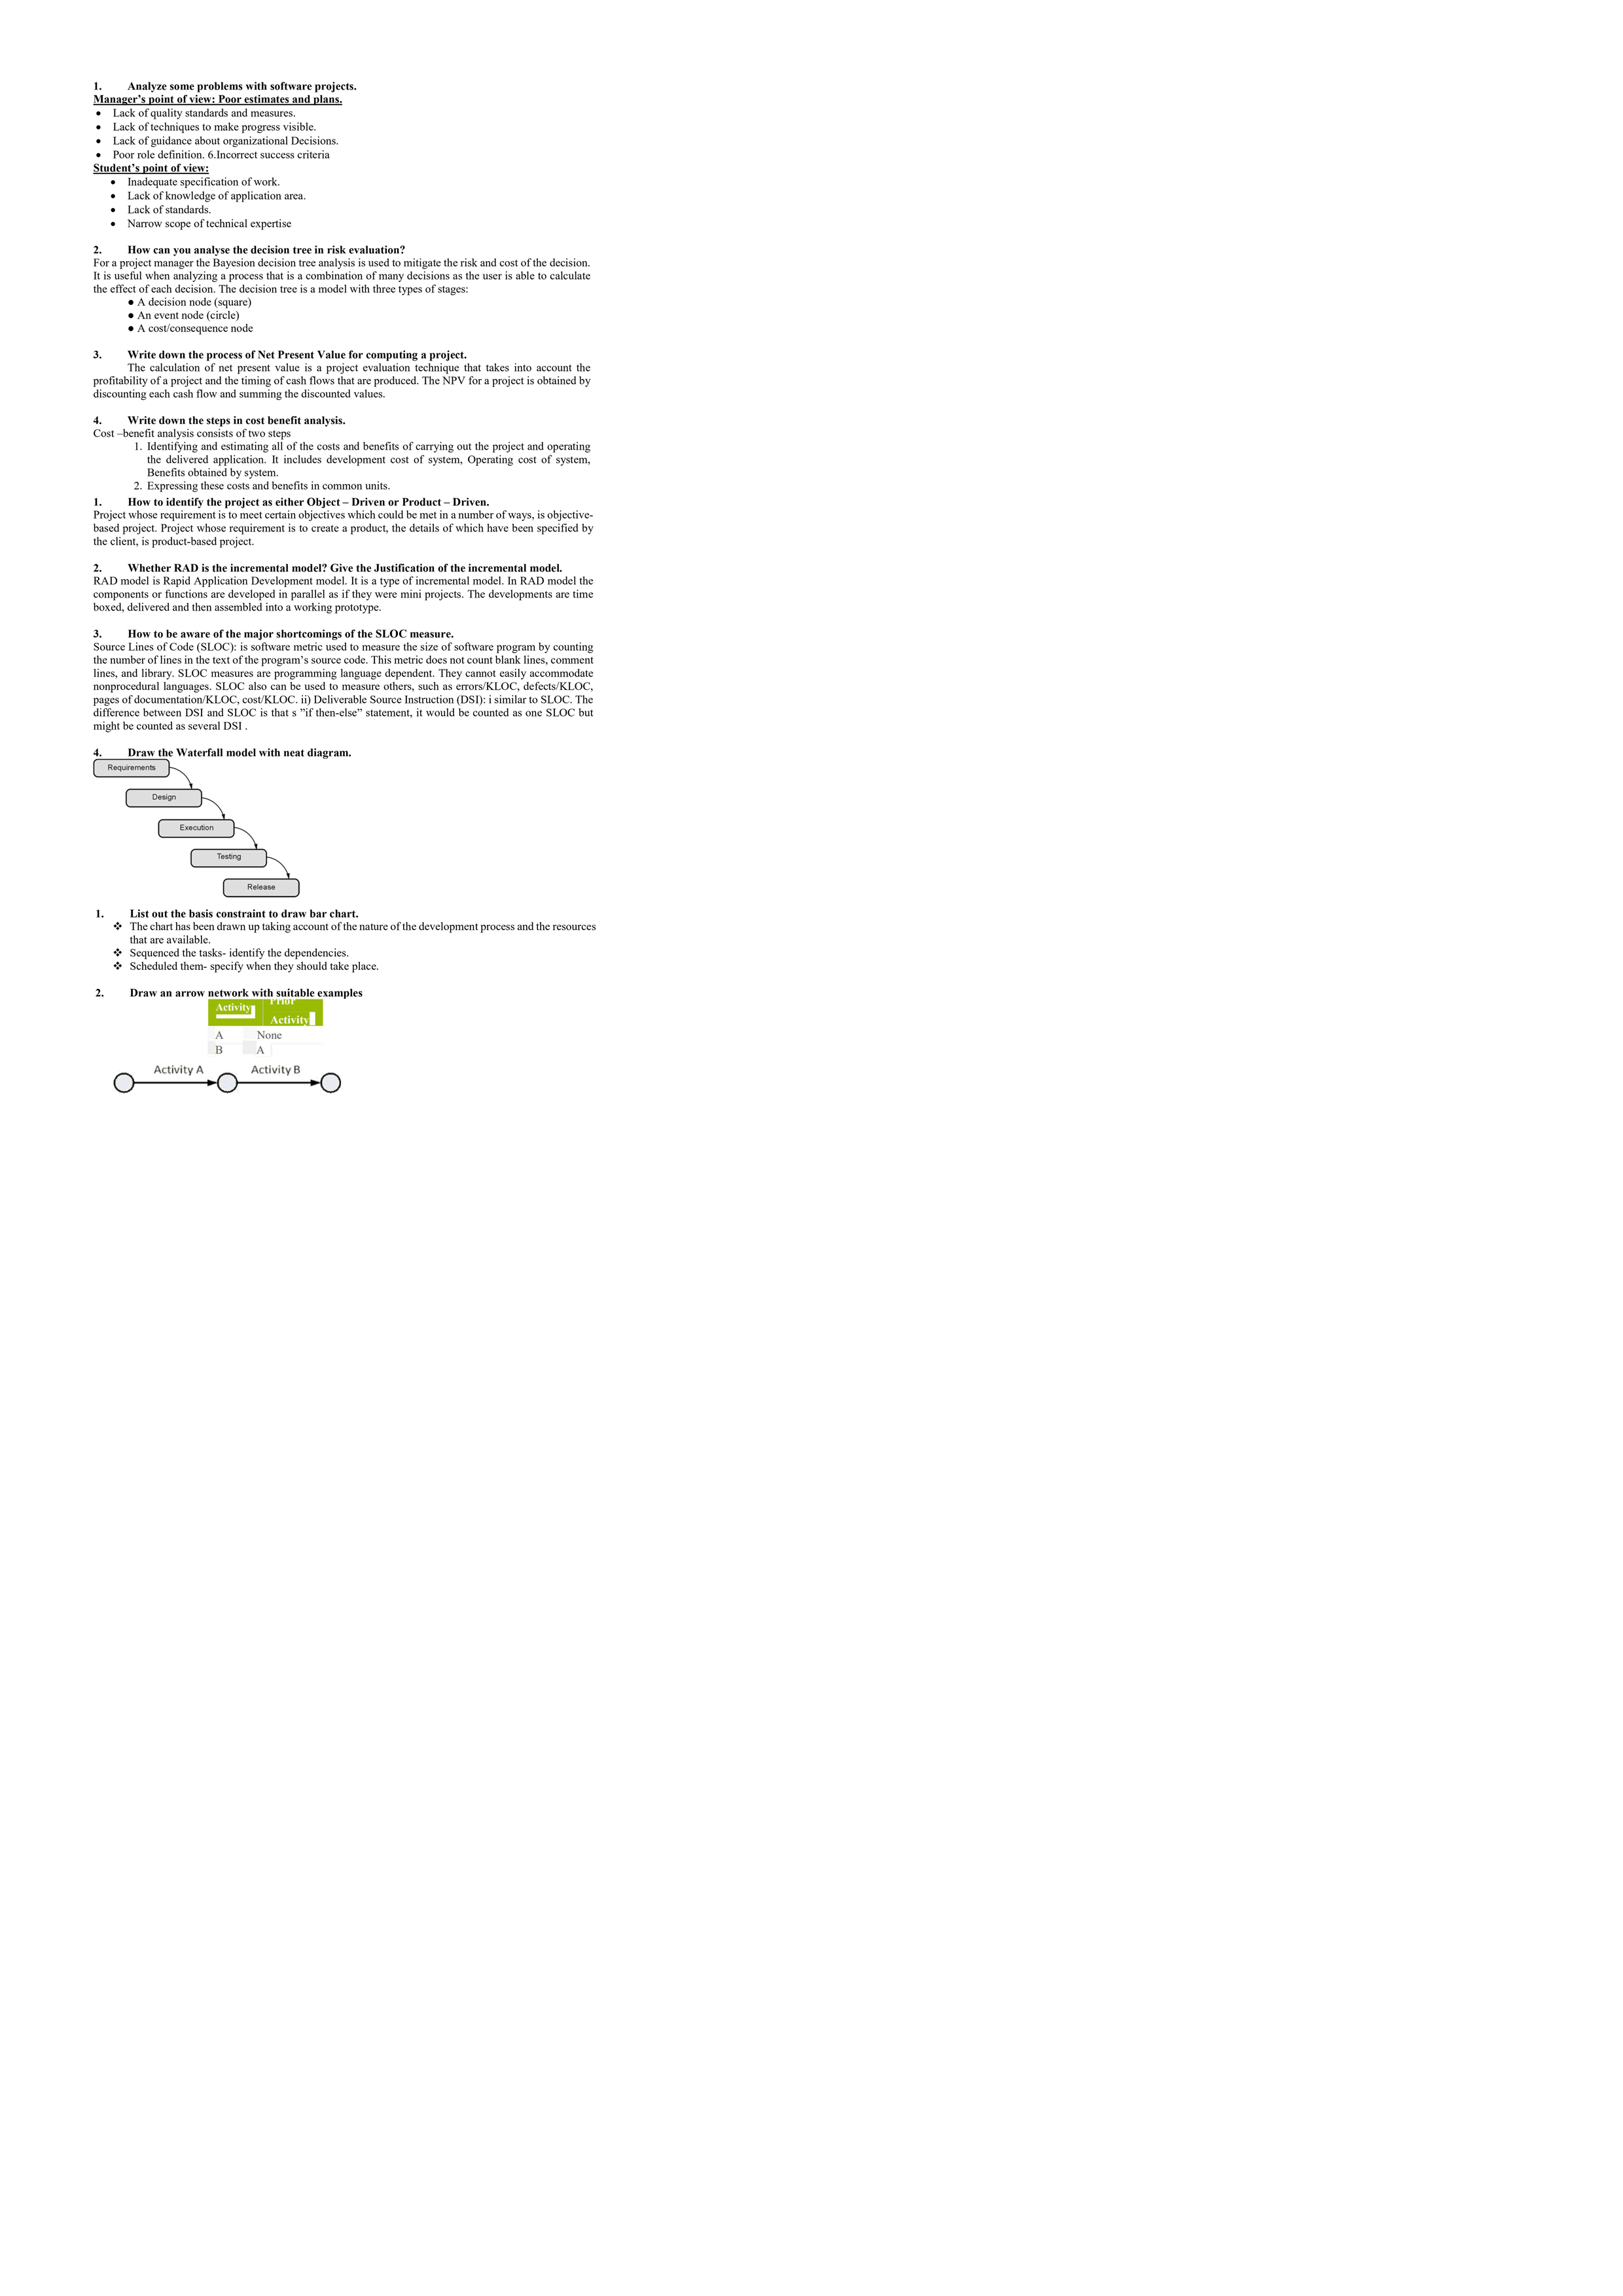 1. Analyze some problems with software projects.
Manager’s point of view: Poor estimates and plans.
• Lack of quality standards and measures.
• Lack of techniques to make progress visible.
• Lack of guidance about organizational Decisions.
• Poor role definition. 6.Incorrect success criteria
Student’s point of view:
• Inadequate specification of work.
• Lack of knowledge of application area.
• Lack of standards.
• Narrow scope of technical expertise
2. How can you analyse the decision tree in risk evaluation?
For a project manager the Bayesion decision tree analysis is used to mitigate the risk and cost of the decision.
It is useful when analyzing a process that is a combination of many decisions as the user is able to calculate
the effect of each decision. The decision tree is a model with three types of stages:
● A decision node (square)
● An event node (circle)
● A cost/consequence node
3. Write down the process of Net Present Value for computing a project.
The calculation of net present value is a project evaluation technique that takes into account the
profitability of a project and the timing of cash flows that are produced. The NPV for a project is obtained by
discounting each cash flow and summing the discounted values.
4. Write down the steps in cost benefit analysis.
Cost –benefit analysis consists of two steps
1. Identifying and estimating all of the costs and benefits of carrying out the project and operating
the delivered application. It includes development cost of system, Operating cost of system,
Benefits obtained by system.
2. Expressing these costs and benefits in common units.
1. How to identify the project as either Object – Driven or Product – Driven.
Project whose requirement is to meet certain objectives which could be met in a number of ways, is objective-
based project. Project whose requirement is to create a product, the details of which have been specified by
the client, is product-based project.
2. Whether RAD is the incremental model? Give the Justification of the incremental model.
RAD model is Rapid Application Development model. It is a type of incremental model. In RAD model the
components or functions are developed in parallel as if they were mini projects. The developments are time
boxed, delivered and then assembled into a working prototype.
3. How to be aware of the major shortcomings of the SLOC measure.
Source Lines of Code (SLOC): is software metric used to measure the size of software program by counting
the number of lines in the text of the program’s source code. This metric does not count blank lines, comment
lines, and library. SLOC measures are programming language dependent. They cannot easily accommodate
nonprocedural languages. SLOC also can be used to measure others, such as errors/KLOC, defects/KLOC,
pages of documentation/KLOC, cost/KLOC. ii) Deliverable Source Instruction (DSI): i similar to SLOC. The
difference between DSI and SLOC is that s ”if then-else” statement, it would be counted as one SLOC but
might be counted as several DSI .
4. Draw the Waterfall model with neat diagram.
Requirements
Design
Execution
Testing
Release
1. List out the basis constraint to draw bar chart.
❖ The chart has been drawn up taking account of the nature of the development process and the resources
that are available.
❖ Sequenced the tasks- identify the dependencies.
❖ Scheduled them- specify when they should take place.
2. Draw an arrow network with suitable examples
Activity Prior
Activity
A None
B A
Activity A Activity B